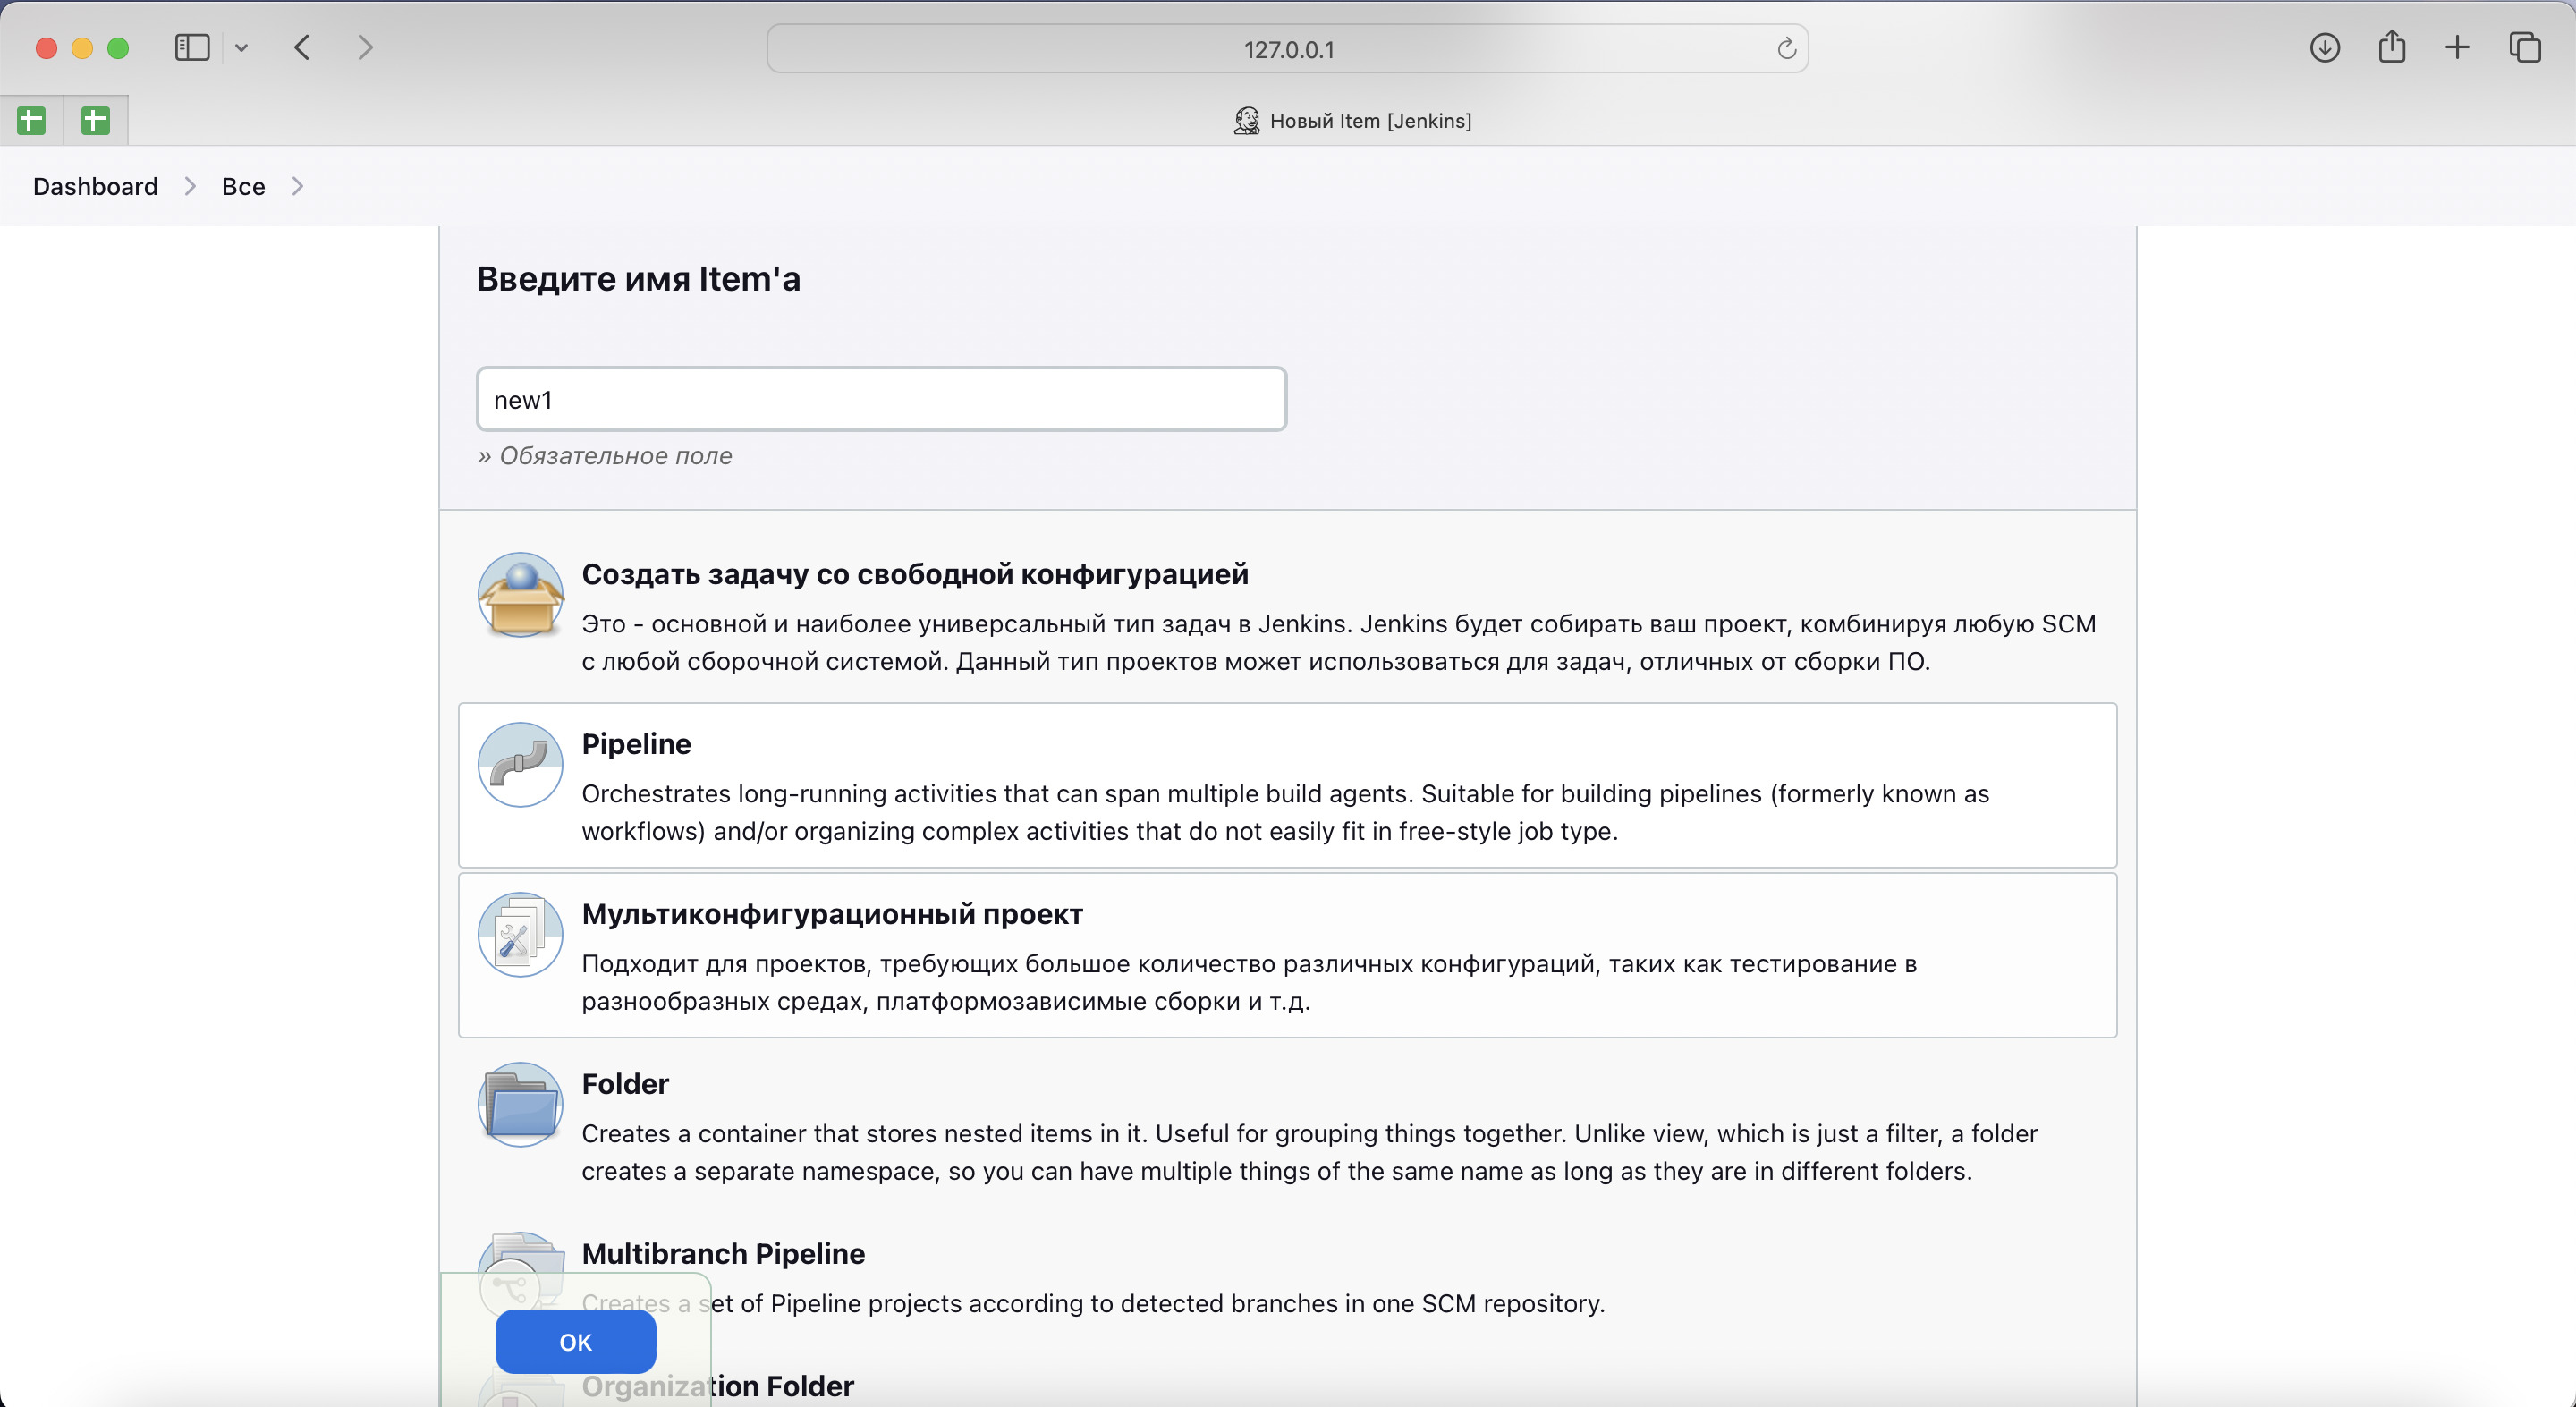 127.0.0.1
Новый Item [Jenkins]
Dashboard
Все
Введите имя Item'а
new1
» Обязательное поле
Создать задачу со свободной конфигурацией
Это - основной и наиболее универсальный тип задач в Jenkins. Jenkins будет собирать ваш проект, комбинируя любую SCM
с любой сборочной системой. Данный тип проектов может использоваться для задач, отличных от сборки ПО.
Pipeline
Orchestrates long-running activities that can span multiple build agents. Suitable for building pipelines (formerly known as
workflows) and/or organizing complex activities that do not easily fit in free-style job type.
Мультиконфигурационный проект
Подходит для проектов, требующих большое количество различных конфигураций, таких как тестирование в
разнообразных средах, платформозависимые сборки и т.д.
Folder
Creates a container that stores nested items in it. Useful for grouping things together. Unlike view, which is just a filter, a folder
creates a separate namespace, so you can have multiple things of the same name as long as they are in different folders.
Multibranch Pipeline
Creates a set of Pipeline projects according to detected branches in one SCM repository.
OK
Organization Folder